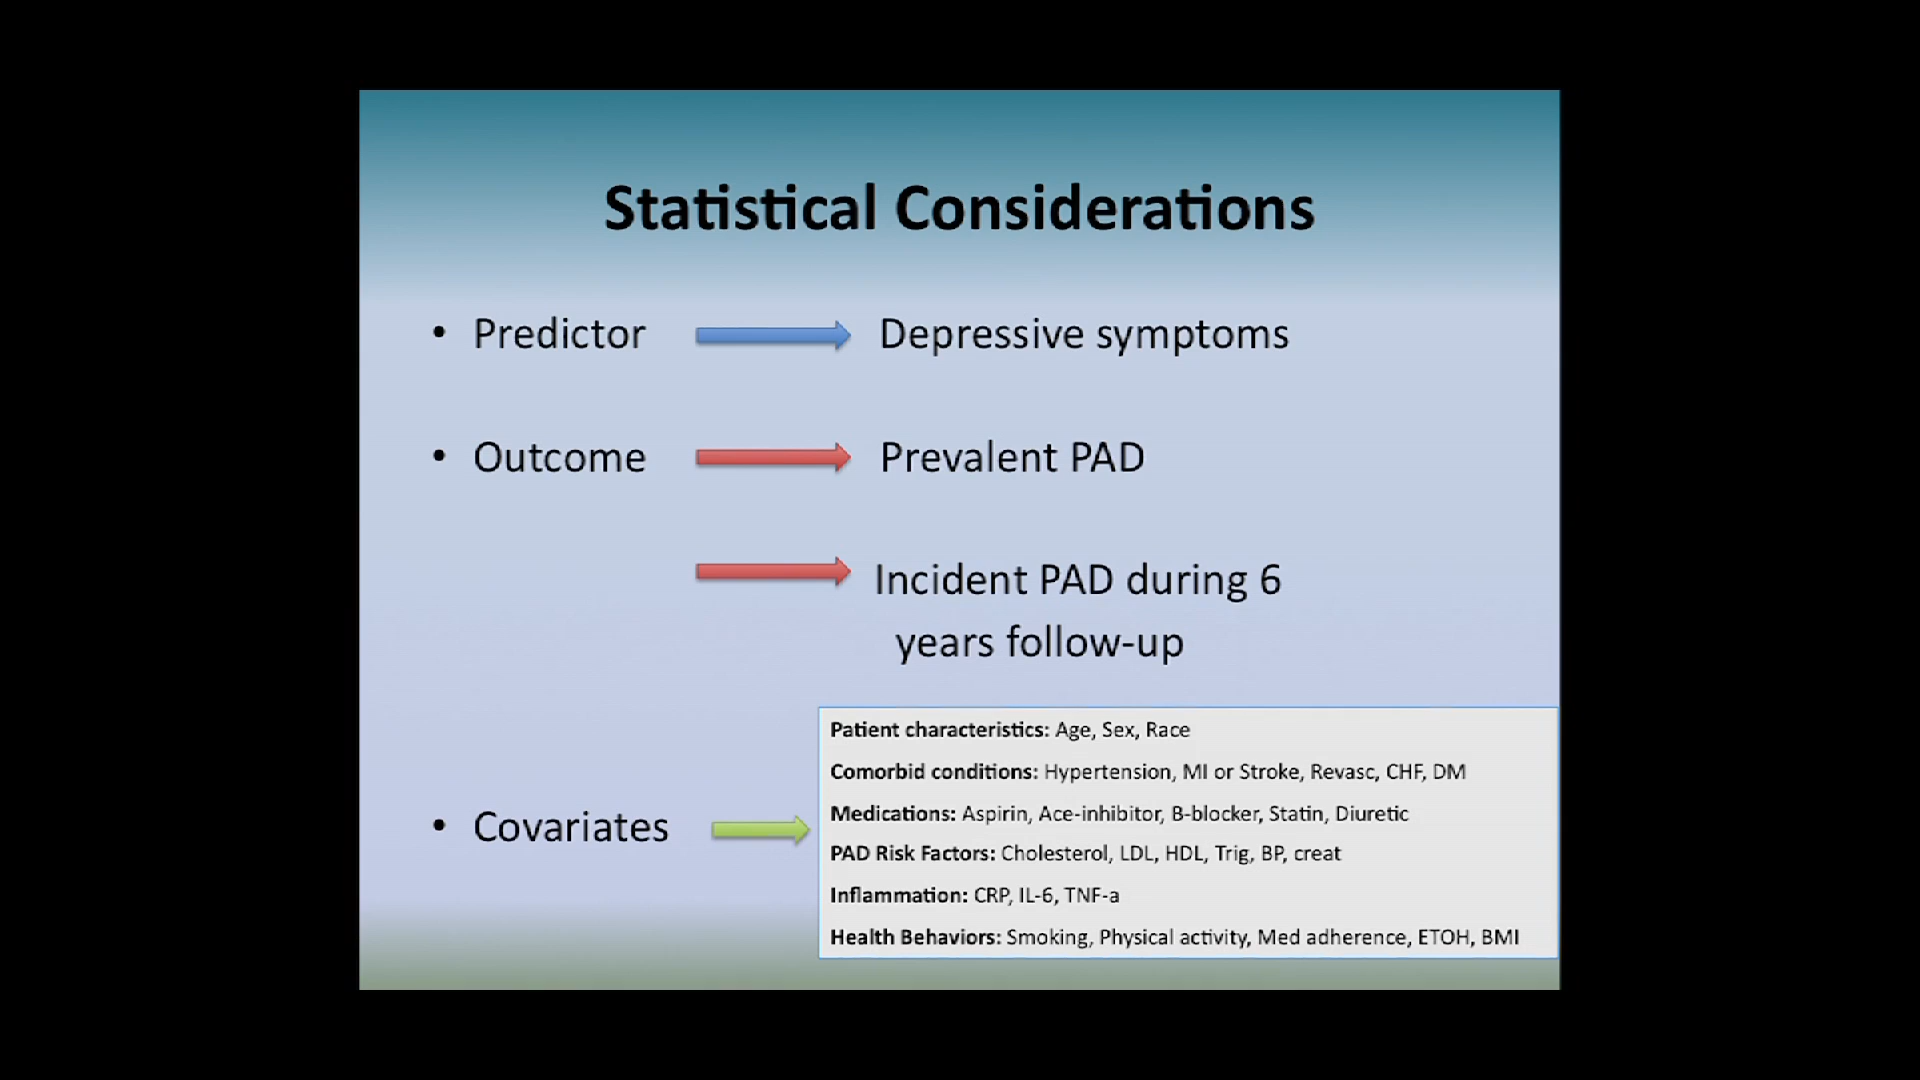 Statistical Considerations
• Predictor Depressive symptoms
• Outcome Prevalent PAD
Incident PAD during 6
years follow-up
• Covariates
Patient characteristics: Age, Sex, Race
Comorbid conditions: Hypertension, MI or Stroke, Revasc, CHF, DM
Medications: Aspirin, Ace-inhibitor, B-blocker, Statin, Diuretic
PAD Risk Factors: Cholesterol, LDL, HDL, Trig, BP, creat
Inflammation: CRP, IL-6, TNF-a
Health Behaviors: Smoking, Physical activity, Med adherence, ETOH, BMI